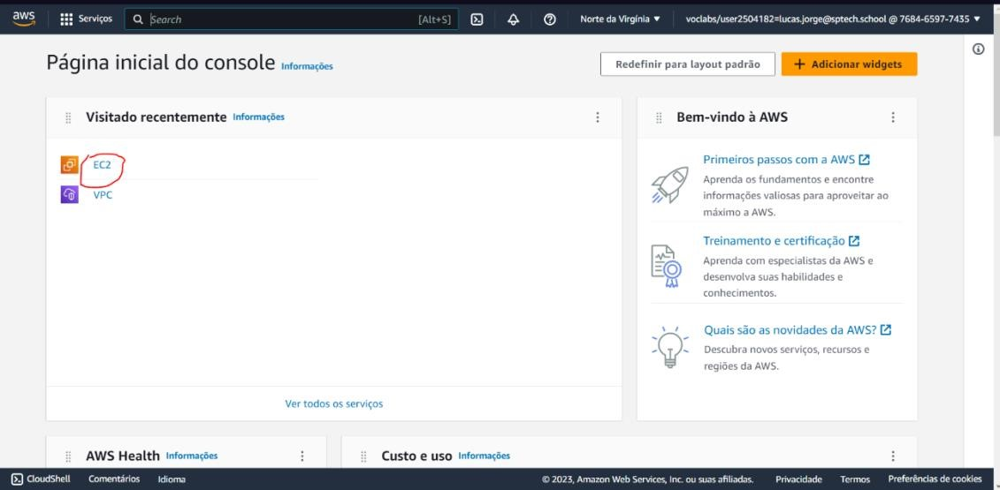 aws Serviços Search [Alt+S] Norte da Virgínia voclabs/user2504182=lucas.jorge@sptech.school @ 7684-6597-7435
Página inicial do console Informações
Redefinir para layout padrão
Adicionar widgets
Visitado recentemente Informações
EC2
VPC
Ver todos os serviços
Bem-vindo à AWS
Primeiros passos com a AWS
Aprenda os fundamentos e encontre
informações valiosas para aproveitar ao
máximo a AWS.
Treinamento e certificação
Aprenda com especialistas da AWS e
desenvolva suas habilidades e
conhecimentos.
Quais são as novidades da AWS?
Descubra novos serviços, recursos e
regiões da AWS.
AWS Health Informações
Custo e uso Informações
CloudShell Comentários Idioma © 2023, Amazon Web Services, Inc. ou suas afiliadas. Privacidade Termos Preferências de cookies